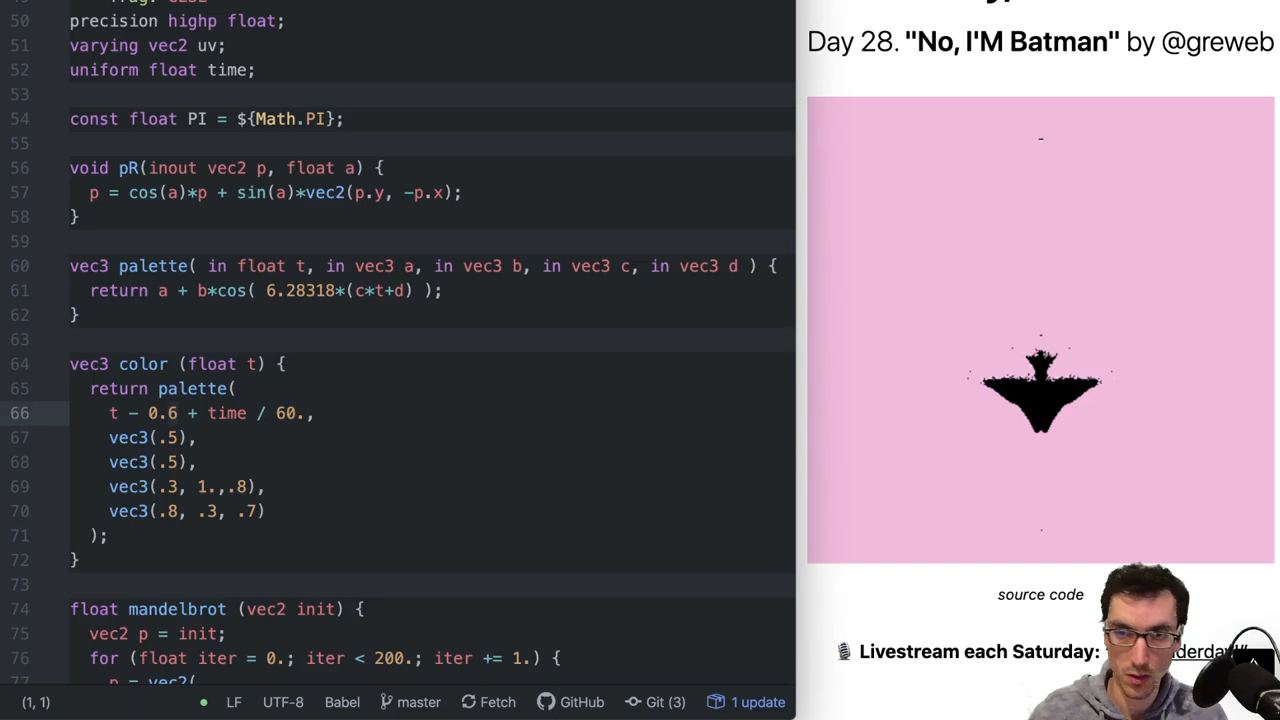 50 precision highp float;
51 varying vec2 uv;
52 uniform float time;
53
54 const float PI = ${Math.PI};
55
56 void pR(inout vec2 p, float a) {
57 p = cos(a)*p + sin(a)*vec2(p.y, -p.x);
58 }
59
60 vec3 palette( in float t, in vec3 a, in vec3 b, in vec3 c, in vec3 d ) {
61 return a + b*cos( 6.28318*(c*t+d) );
62 }
63
64 vec3 color (float t) {
65 return palette(
66 t - 0.6 + time / 60.,
67 vec3(.5),
68 vec3(.5),
69 vec3(.3, 1.,.8),
70 vec3(.8, .3, .7)
71 );
72 }
73
74 float mandelbrot (vec2 init) {
75 vec2 p = init;
76 for (float iter = 0.; iter < 200.; iter += 1.) {
77 p = vec2(
(1, 1) LF UTF-8 Babel master Fetch GitHub Git (3) 1 update
Day 28. "No, I'M Batman" by @greweb
source code
Livestream each Saturday: